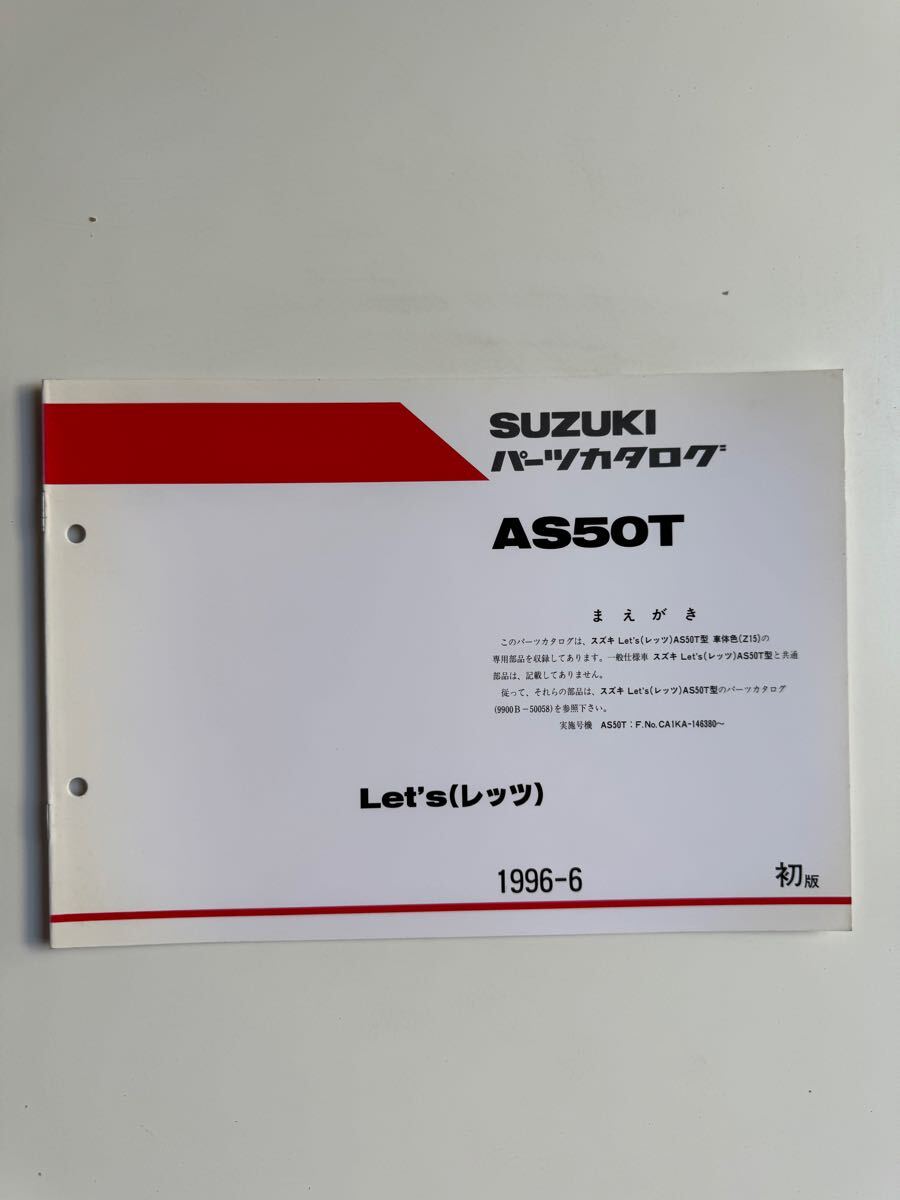 SUZUKI
パーツカタログ
AS50T
まえがき
このパーツカタログは、スズキ Let's(レッツ)AS50T型 車体色(Z15)の
専用部品を収録してあります。一般仕様車 スズキ Let's(レッツ)AS50T型と共通
部品は、記載してありません。
従って、それらの部品は、スズキ Let's(レッツ)AS50T型のパーツカタログ
(9900B-50058)を参照下さい。
実施号機 AS50T:F.No.CA1KA-146380〜
Let's(レッツ)
1996-6
初版